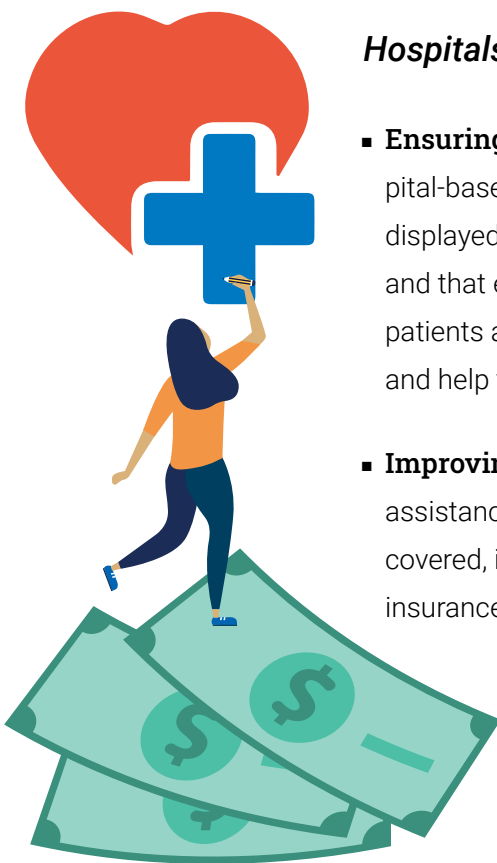 Hospitals
▪ Ensuring
pital-base
displayed
and that e
patients a
and help
▪ Improvin
assistanc
covered, i
insurance
$
$
$